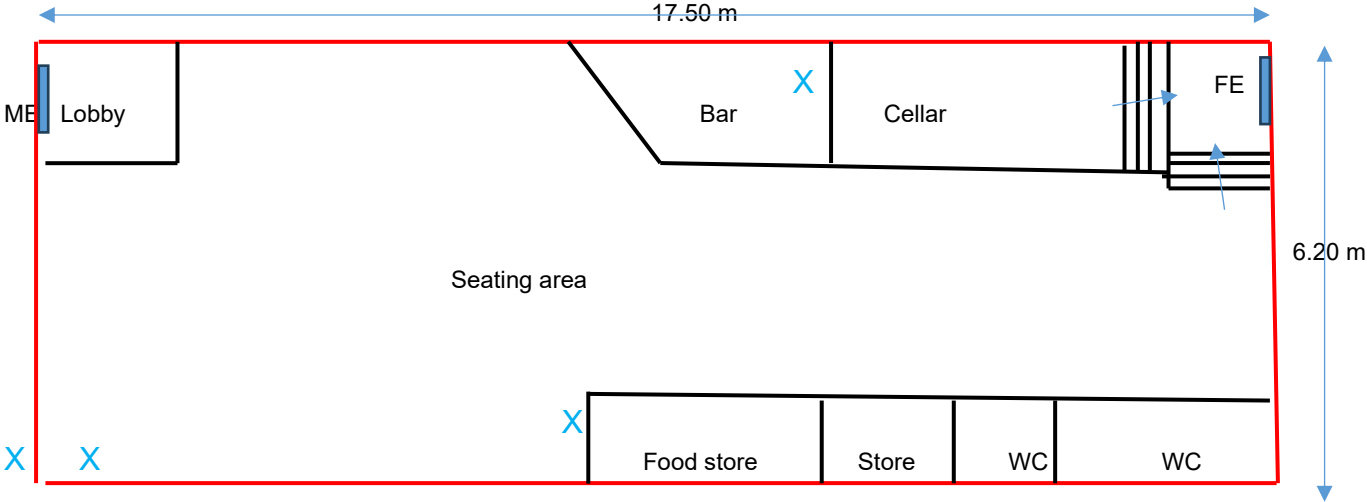 17.50 m
X
FE
ME
Lobby
Bar
Cellar
6.20 m
Seating area
X
X
X
Food store
Store
WC
WC